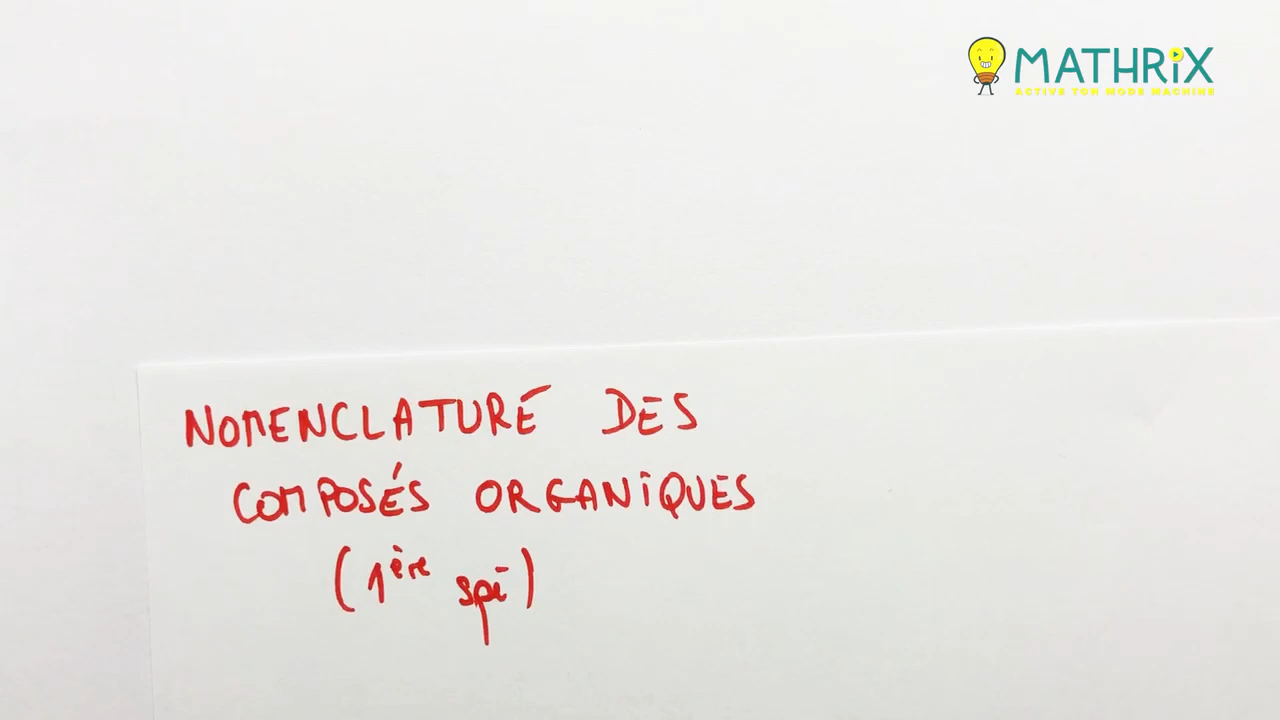 MATHRiX
ACTIVE TON MODE MACHINE
NOMENCLATURE DES
COMPOSÉS ORGANIQUES
(1ère spé)